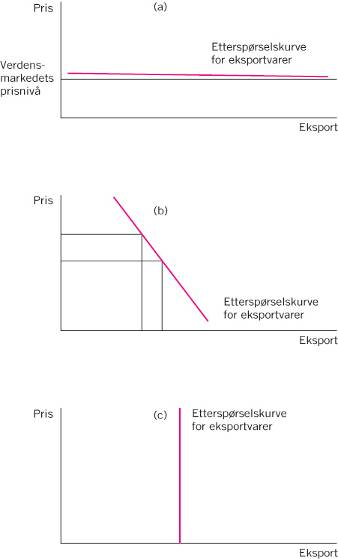 Pris
(a)
Etterspørselskurve
for eksportvarer
Verdens-
markedets
prisnivå
Eksport
Pris
(b)
Etterspørselskurve
for eksportvarer
Eksport
Pris
(c)
Etterspørselskurve
for eksportvarer
Eksport